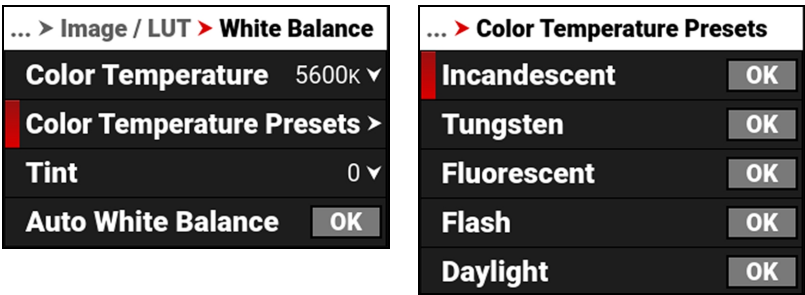 ... ➤ Image / LUT ➤ White Balance
Color Temperature 5600K
Color Temperature Presets ➤
Tint 0
Auto White Balance OK
... ➤ Color Temperature Presets
Incandescent OK
Tungsten OK
Fluorescent OK
Flash OK
Daylight OK